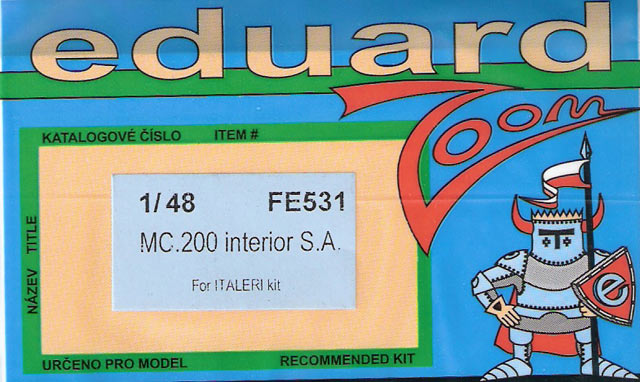 eduard
Zoom
KATALOGOVÉ ČÍSLO ITEM #
1/48 FE531
MC.200 interior S.A.
For ITALERI kit
NÁZEV TITLE
URČENO PRO MODEL RECOMMENDED KIT
e